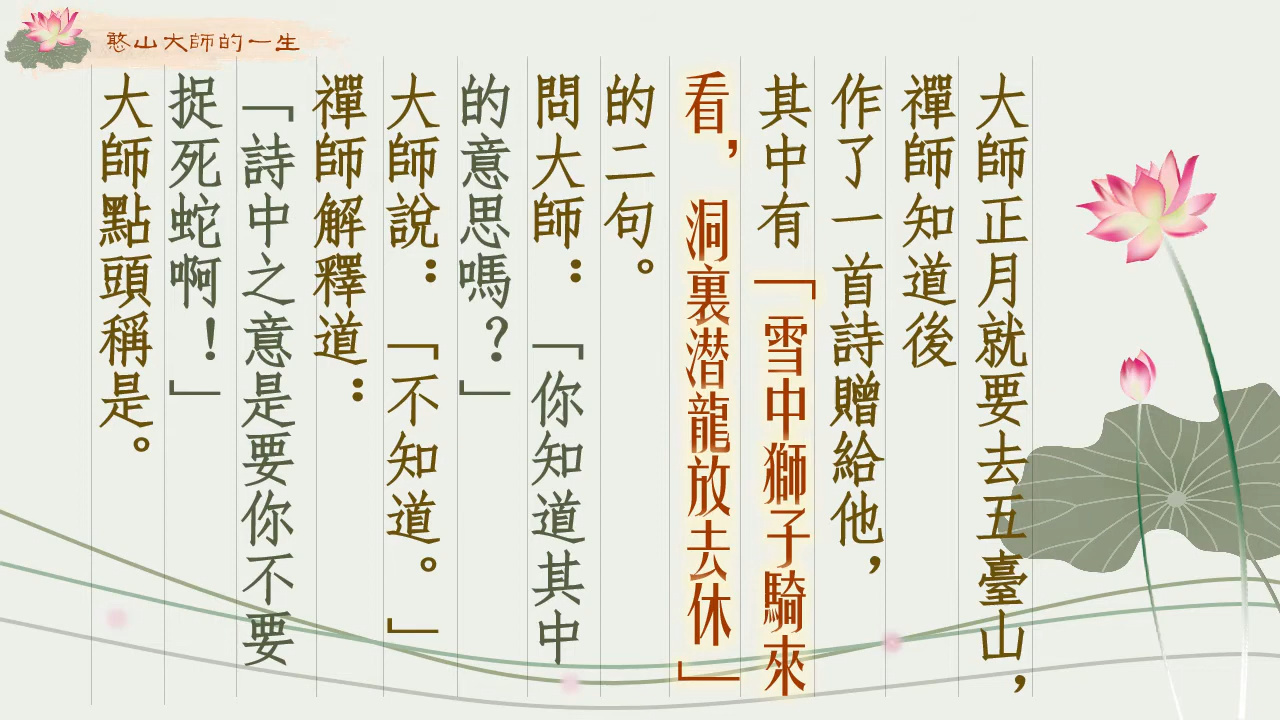 憨山大師的一生
大師正月就要去五臺山，
禪師知道後
作了一首詩贈給他，
其中有「雪中獅子騎來
看，洞裏潛龍放去休」
的二句。
問大師：「你知道其中
的意思嗎？」
大師說：「不知道。」
禪師解釋道：
「詩中之意是要你不要
捉死蛇啊！」
大師點頭稱是。